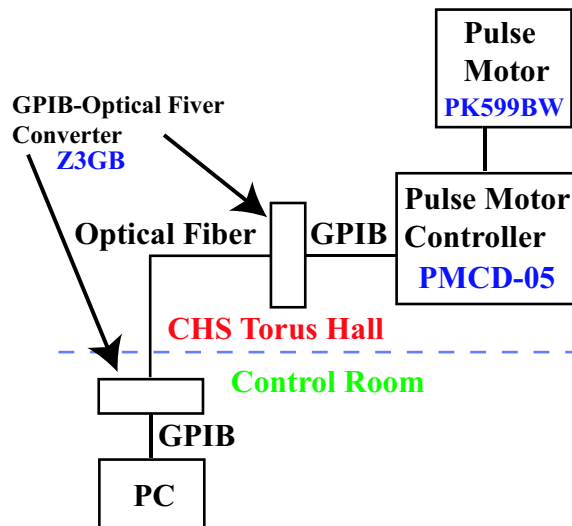 Pulse
Motor
PK599BW
GPIB-Optical Fiver
Converter
Z3GB
Pulse Motor
Controller
PMCD-05
Optical Fiber
GPIB
CHS Torus Hall
Control Room
GPIB
PC